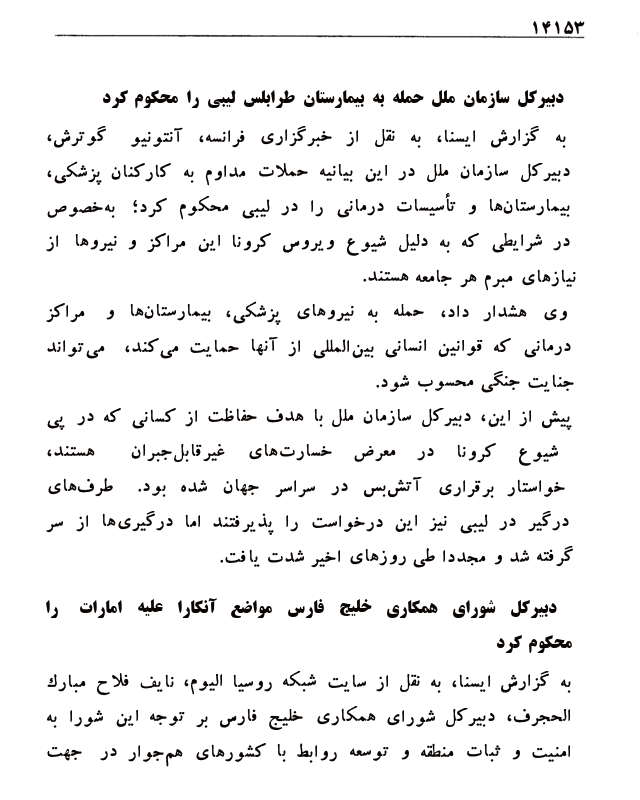 ۱۴۱۵۳
دبیرکل سازمان ملل حمله به بیمارستان طرابلس لیبی را محکوم کرد
به گزارش ایسنا، به نقل از خبرگزاری فرانسه، آنتونیو گوترش،
دبیرکل سازمان ملل در این بیانیه حملات مداوم به کارکنان پزشکی،
بیمارستان‌ها و تأسیسات درمانی را در لیبی محکوم کرد؛ به‌خصوص
در شرایطی که به دلیل شیوع ویروس کرونا این مراکز و نیروها از
نیازهای مبرم هر جامعه هستند.
وی هشدار داد، حمله به نیروهای پزشکی، بیمارستان‌ها و مراکز
درمانی که قوانین انسانی بین‌المللی از آنها حمایت می‌کند، می‌تواند
جنایت جنگی محسوب شود.
پیش از این، دبیرکل سازمان ملل با هدف حفاظت از کسانی که در پی
شیوع کرونا در معرض خسارت‌های غیرقابل‌جبران هستند،
خواستار برقراری آتش‌بس در سراسر جهان شده بود. طرف‌های
درگیر در لیبی نیز این درخواست را پذیرفتند اما درگیری‌ها از سر
گرفته شد و مجددا طی روزهای اخیر شدت یافت.
دبیرکل شورای همکاری خلیج فارس مواضع آنکارا علیه امارات را
محکوم کرد
به گزارش ایسنا، به نقل از سایت شبکه روسیا الیوم، نایف فلاح مبارك
الحجرف، دبیرکل شورای همکاری خلیج فارس بر توجه این شورا به
امنیت و ثبات منطقه و توسعه روابط با کشورهای هم‌جوار در جهت